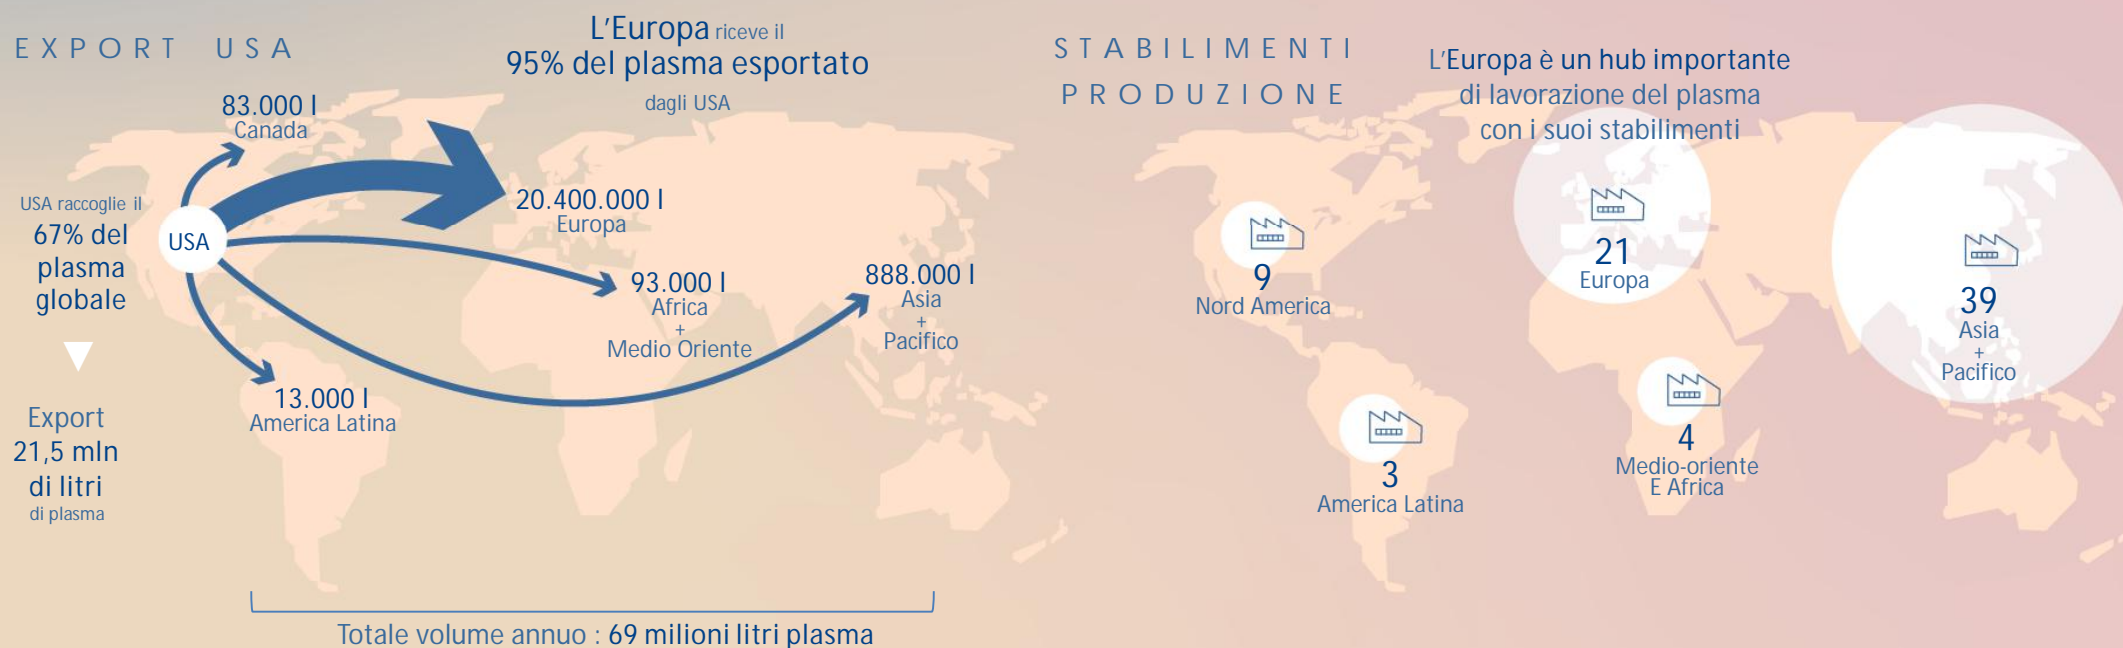 EXPORT USA
L'Europa riceve il
95% del plasma esportato
dagli USA
83.000 l
Canada
USA raccoglie il
67% del
plasma
globale
USA
20.400.000 l
Europa
93.000 l
Africa
+
Medio Oriente
888.000 l
Asia
+
Pacifico
13.000 l
America Latina
Export
21,5 mln
di litri
di plasma
Totale volume annuo : 69 milioni litri plasma
STABILIMENTI
PRODUZIONE
L'Europa è un hub importante
di lavorazione del plasma
con i suoi stabilimenti
9
Nord America
21
Europa
39
Asia
+
Pacifico
3
America Latina
4
Medio-oriente
E Africa